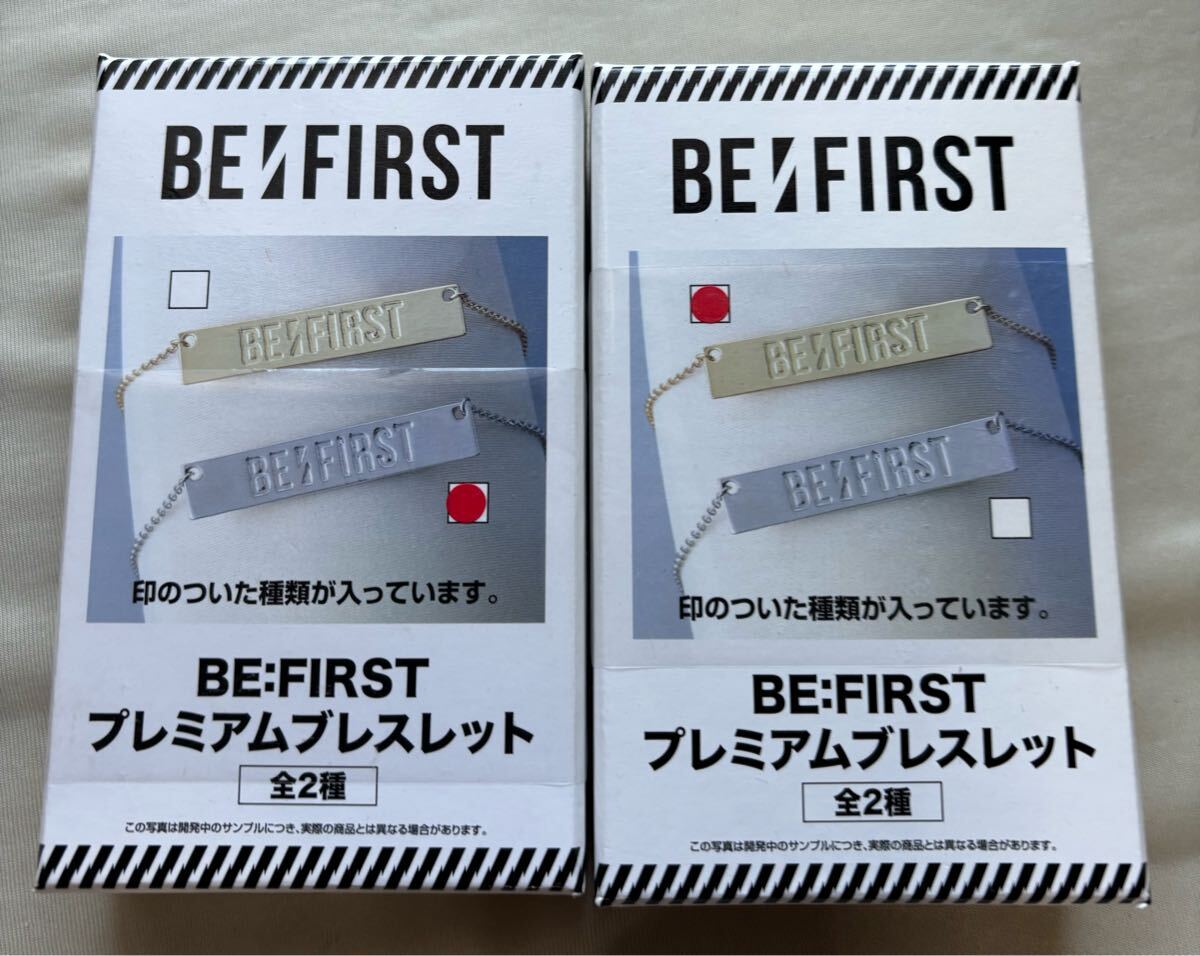 BE:FIRST
BE:FIRST
BE:FIRST
印のついた種類が入っています。
BE:FIRST
プレミアムブレスレット
全2種
この写真は開発中のサンプルにつき、実際の商品とは異なる場合があります。
BE:FIRST
BE:FIRST
BE:FIRST
印のついた種類が入っています。
BE:FIRST
プレミアムブレスレット
全2種
この写真は開発中のサンプルにつき、実際の商品とは異なる場合があります。